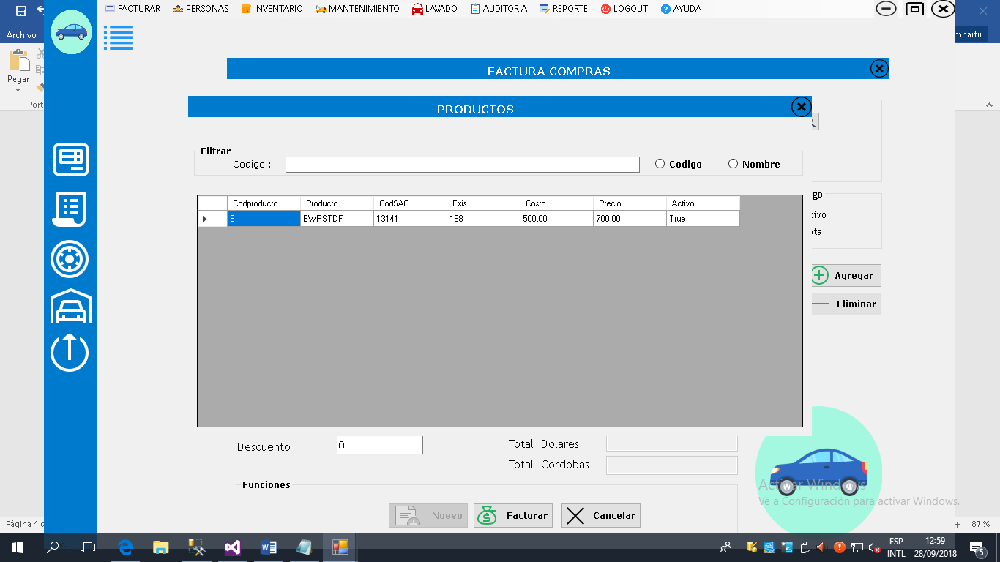 FACTURAR PERSONAS INVENTARIO MANTENIMIENTO LAVADO AUDITORIA REPORTE LOGOUT AYUDA
Archivo
mpartir
Pegar
Port
FACTURA COMPRAS
PRODUCTOS
Filtrar
Codigo :
Codigo
Nombre
Codproducto Producto CodSAC Exis Costo Precio Activo
6 EWRSTDF 13141 188 500,00 700,00 True
go
tivo
eta
Agregar
Eliminar
Descuento 0
Total Dolares
Total Cordobas
Funciones
Nuevo Facturar Cancelar
Activar Windows
Ve a Configuración para activar Windows.
Página 4 d
87 %
ESP
INTL
12:59
28/09/2018
5